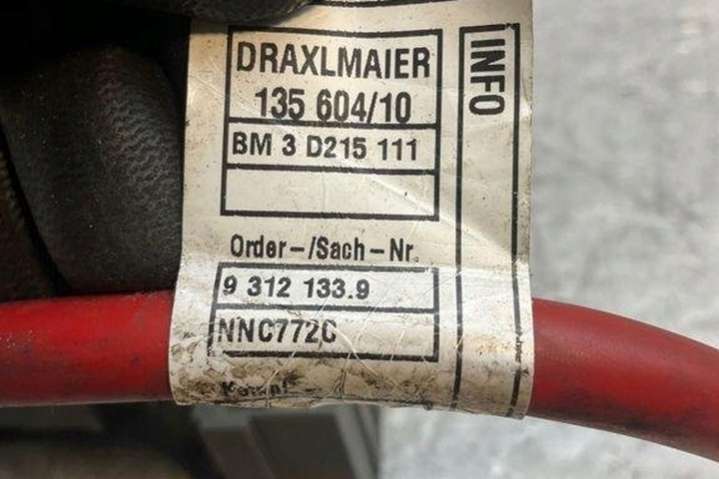 DRAXLMAIER
135 604/10
BM 3 D215 111
Order-/Sach-Nr.
9 312 133.9
NNC772C
INFO